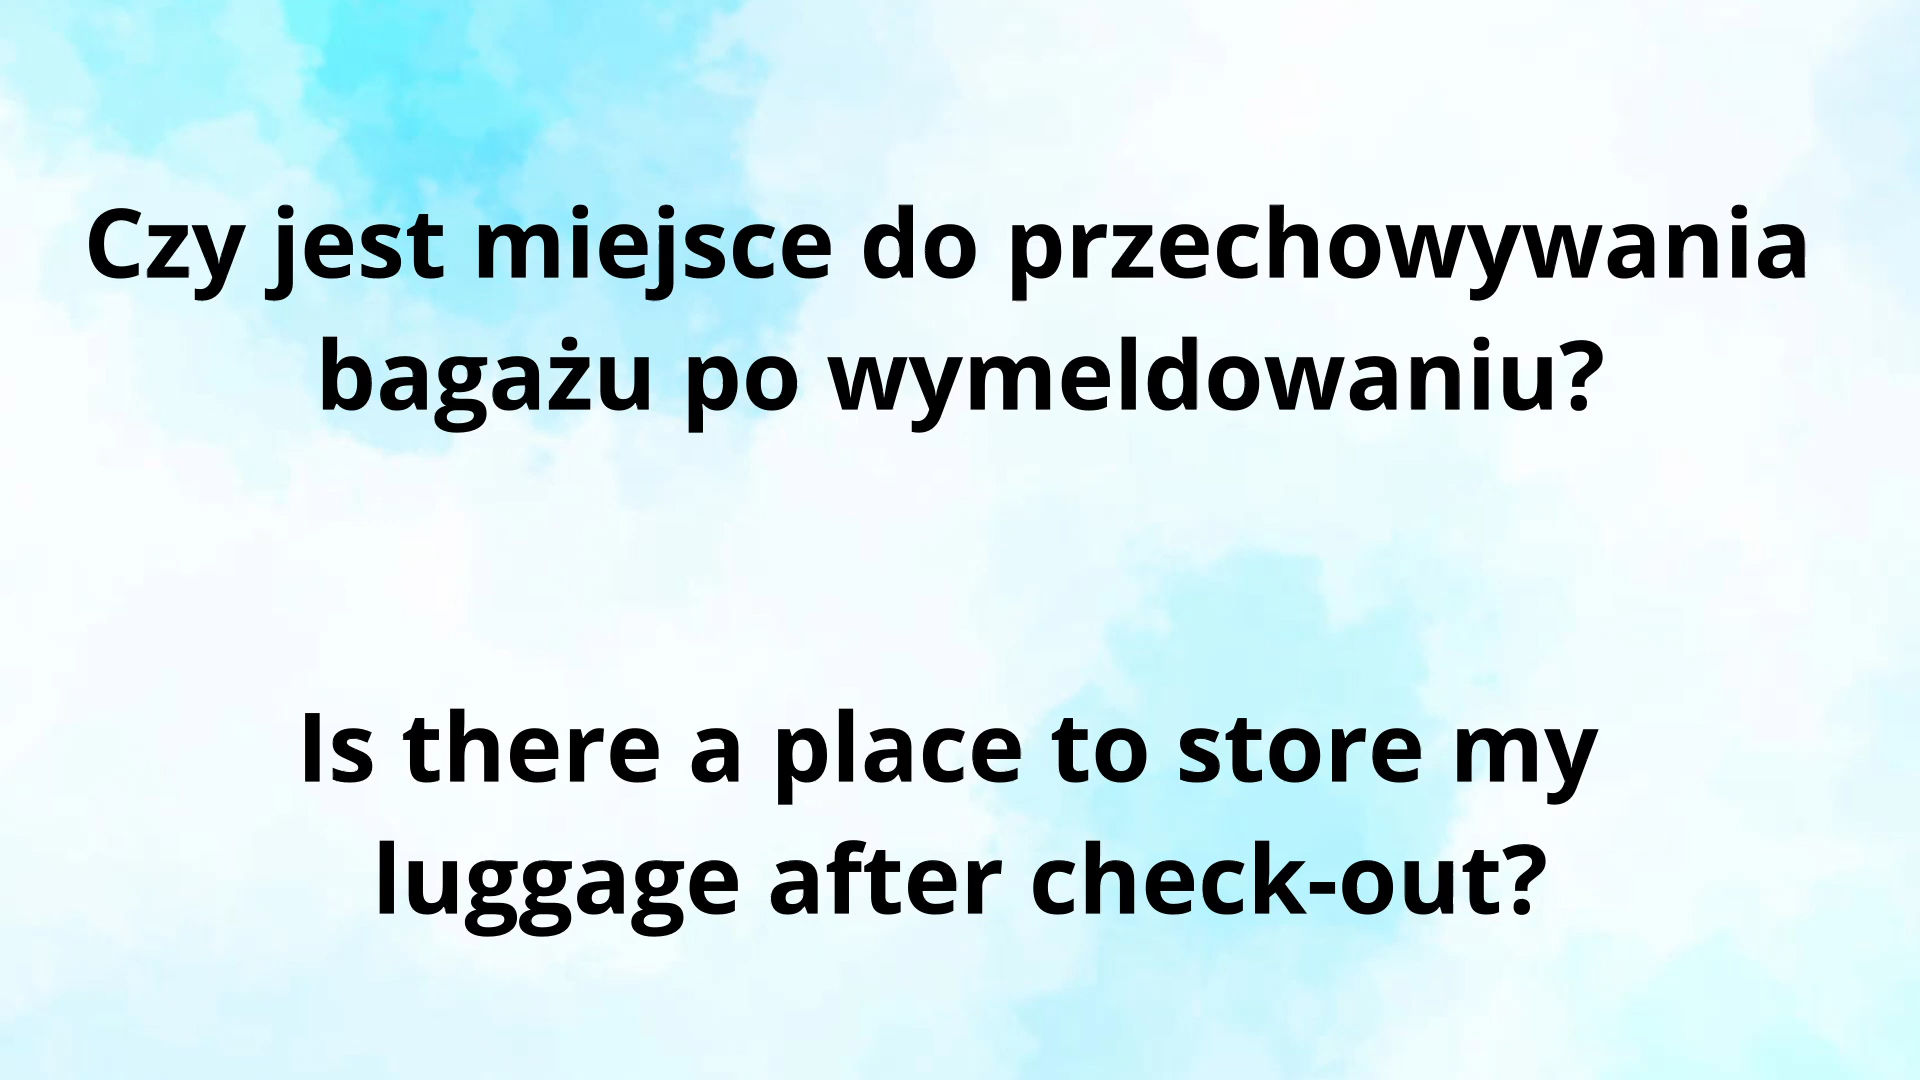 Czy jest miejsce do przechowywania
bagażu po wymeldowaniu?
Is there a place to store my
luggage after check-out?